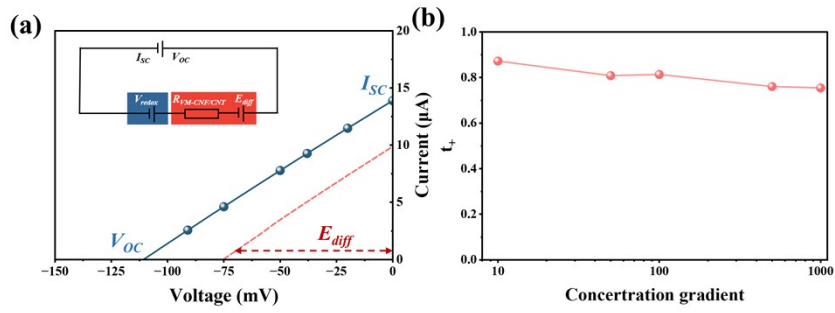 (a)
I_SC V_OC
V_redox R_VM-CNF/CNT E_diff
I_SC
V_OC
E_diff
20
15
10
5
0
Current (μA)
−150 −125 −100 −75 −50 −25 0
Voltage (mV)
(b)
1.0
0.8
0.6
0.4
0.2
0.0
t₊
10 100 1000
Concertration gradient